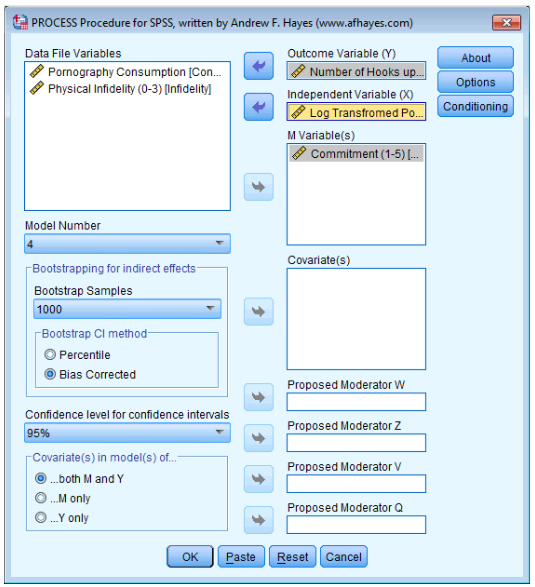 PROCESS Procedure for SPSS, written by Andrew F. Hayes (www.afhayes.com)
Data File Variables
Pornography Consumption [Con...
Physical Infidelity (0-3) [Infidelity]
Outcome Variable (Y)
Number of Hooks up...
Independent Variable (X)
Log Transfromed Po...
M Variable(s)
Commitment (1-5) [...
About
Options
Conditioning
Model Number
4
Bootstrapping for indirect effects
Bootstrap Samples
1000
Bootstrap CI method
Percentile
Bias Corrected
Covariate(s)
Confidence level for confidence intervals
95%
Covariate(s) in model(s) of...
...both M and Y
...M only
...Y only
Proposed Moderator W
Proposed Moderator Z
Proposed Moderator V
Proposed Moderator Q
OK
Paste
Reset
Cancel